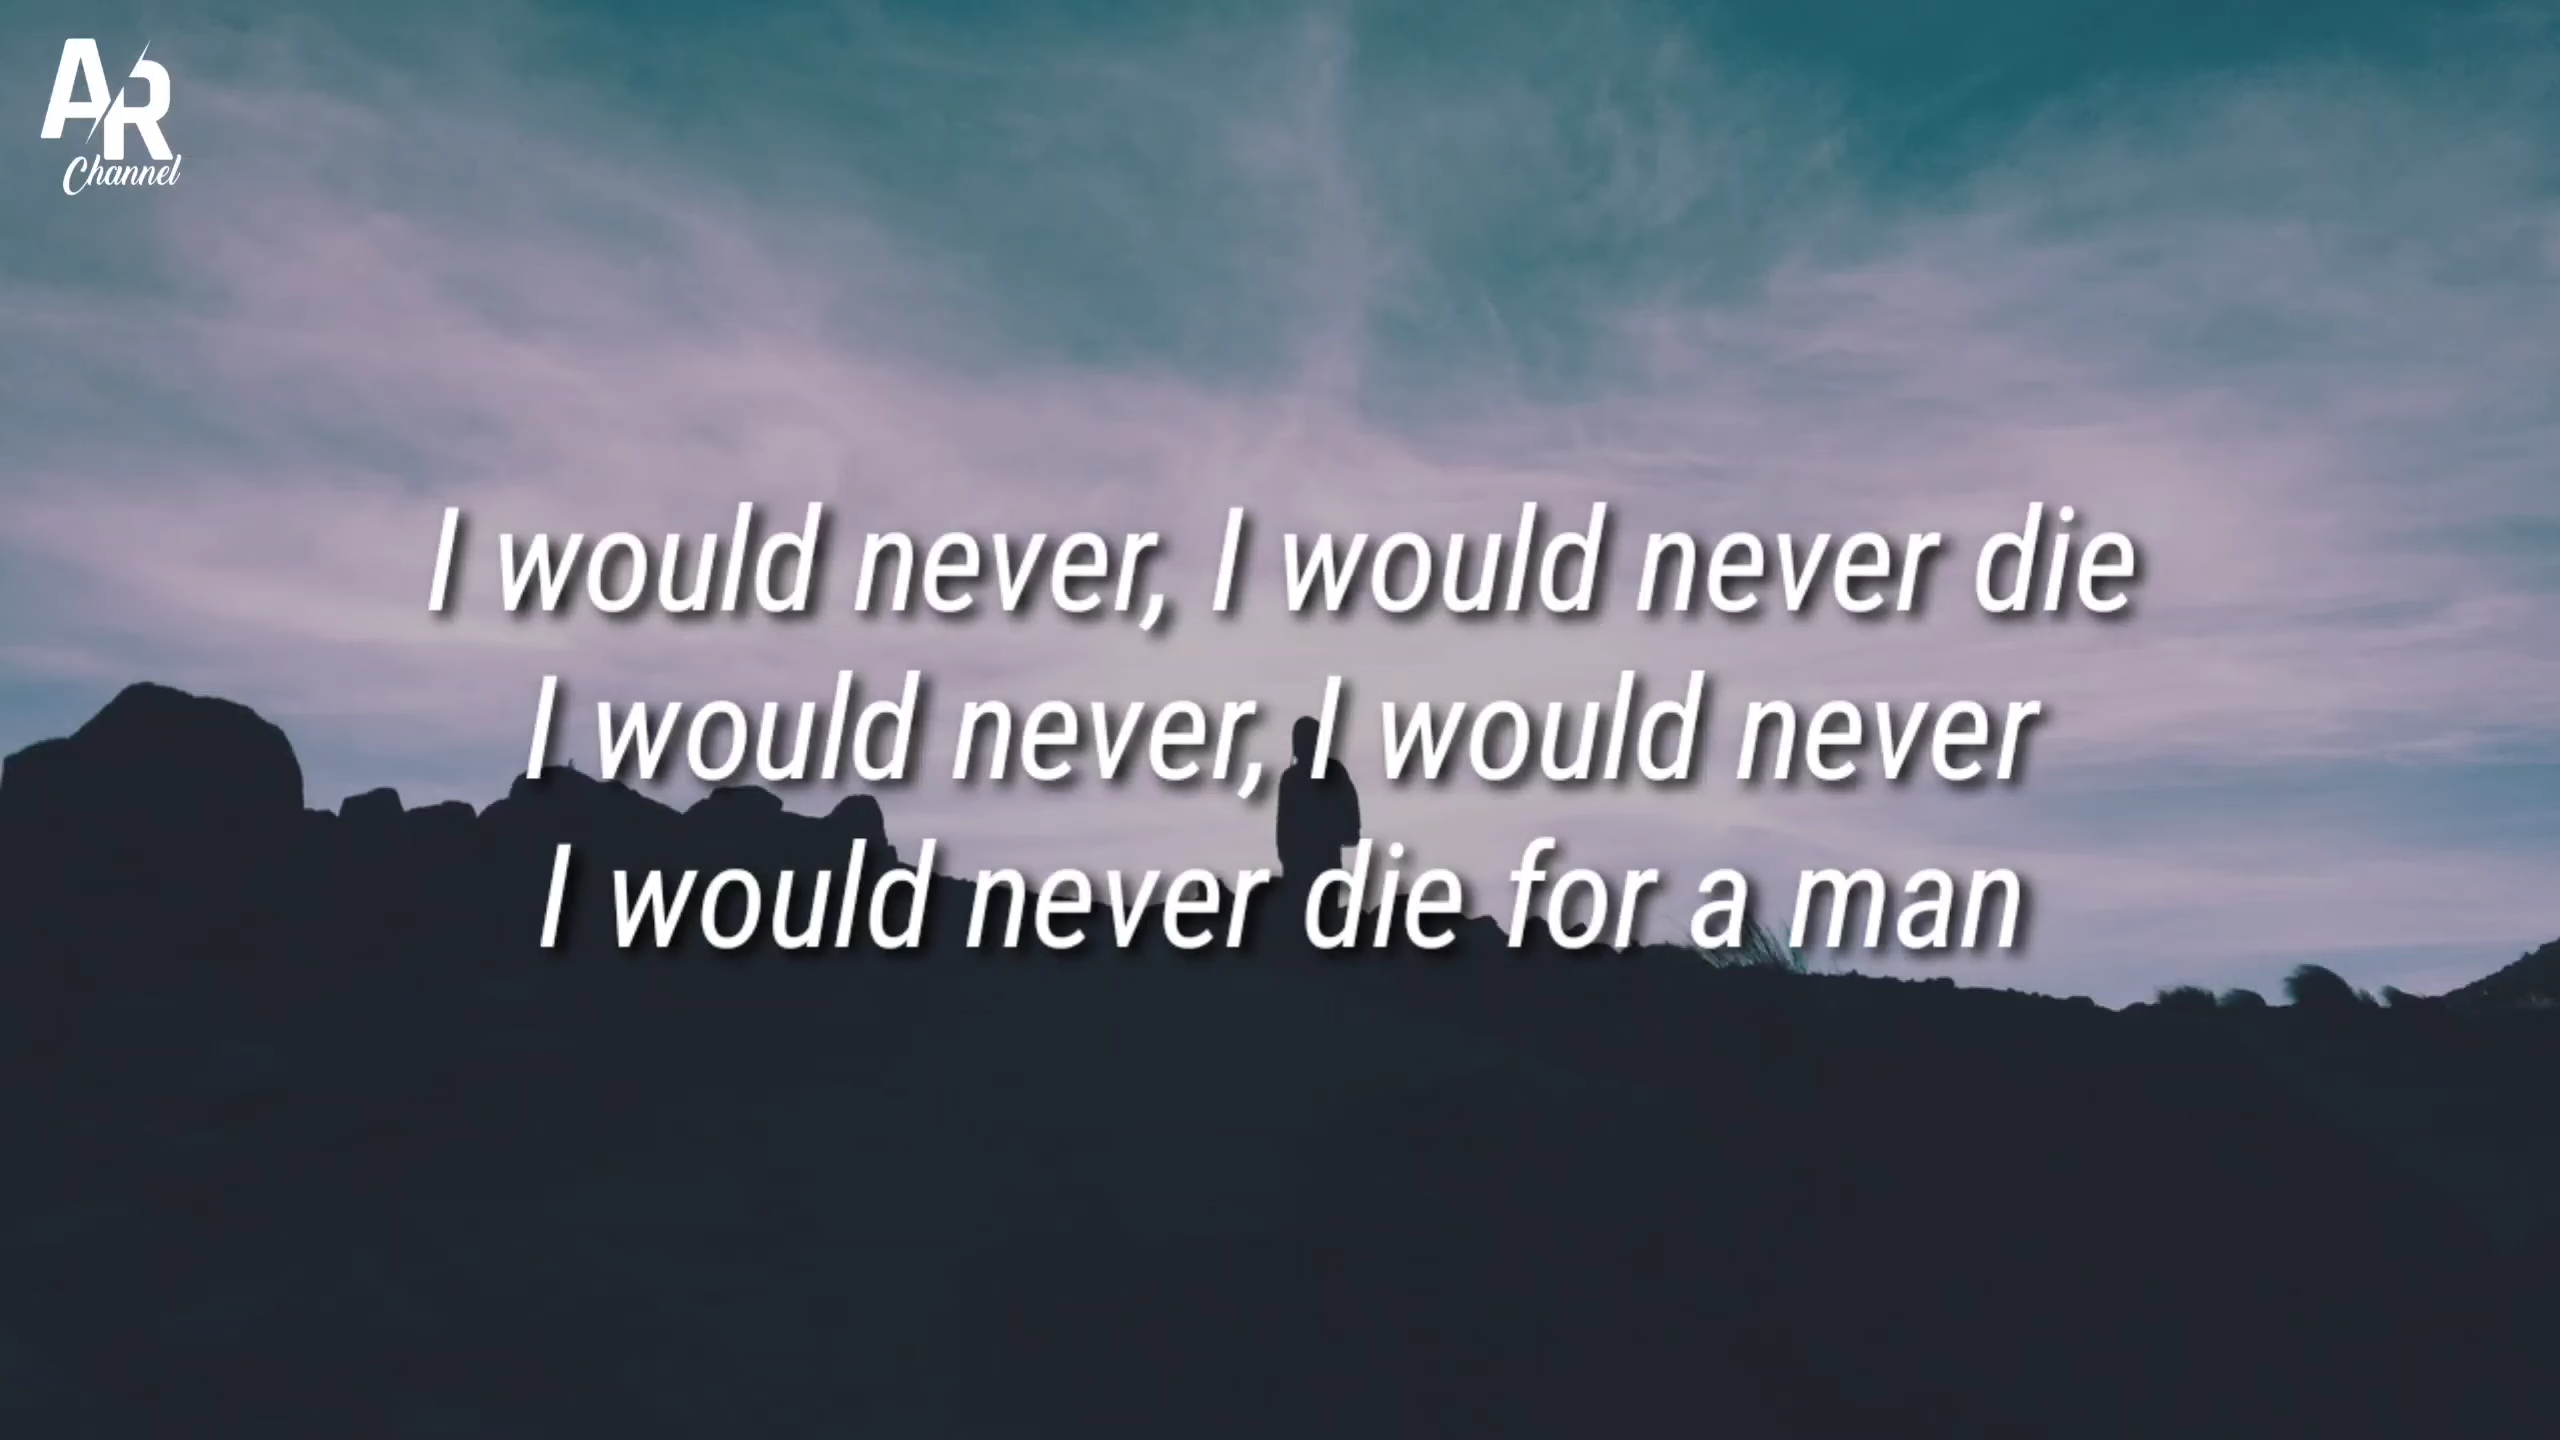 AR
Channel
I would never, I would never die
I would never, I would never
I would never die for a man